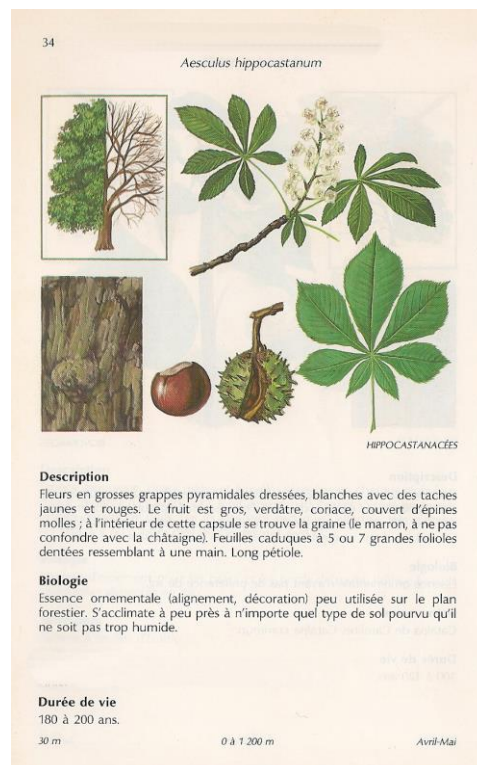 34
Aesculus hippocastanum
HIPPOCASTANACÉES
Description
Fleurs en grosses grappes pyramidales dressées, blanches avec des taches
jaunes et rouges. Le fruit est gros, verdâtre, coriace, couvert d'épines
molles ; à l'intérieur de cette capsule se trouve la graine (le marron, à ne pas
confondre avec la châtaigne). Feuilles caduques à 5 ou 7 grandes folioles
dentées ressemblant à une main. Long pétiole.
Biologie
Essence ornementale (alignement, décoration) peu utilisée sur le plan
forestier. S'acclimate à peu près à n'importe quel type de sol pourvu qu'il
ne soit pas trop humide.
Durée de vie
180 à 200 ans.
30 m 0 à 1 200 m Avril-Mai